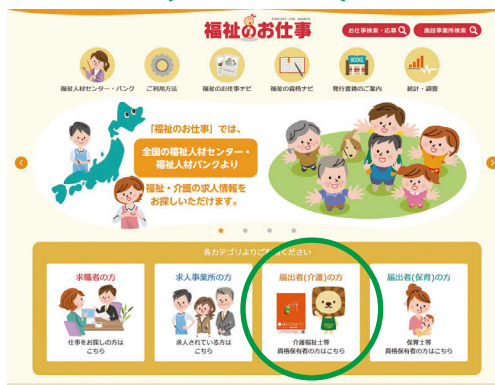 福祉のお仕事
お仕事検索・応募
施設事業所検索
福祉人材センター・バンク
ご利用方法
福祉のお仕事ナビ
福祉の資格ナビ
BOOKS
発行書籍のご案内
統計・調査
「福祉のお仕事」では、
全国の福祉人材センター・
福祉人材バンクより
福祉・介護の求人情報を
お探しいただけます。
各カテゴリよりご
ください
求職者の方
仕事をお探しの方は
こちら
求人事業所の方
求人されている方は
こちら
届出者(介護)の方
介護福祉士等
資格保有者の方はこちら
届出者(保育)の方
保育士等
資格保有者の方はこちら